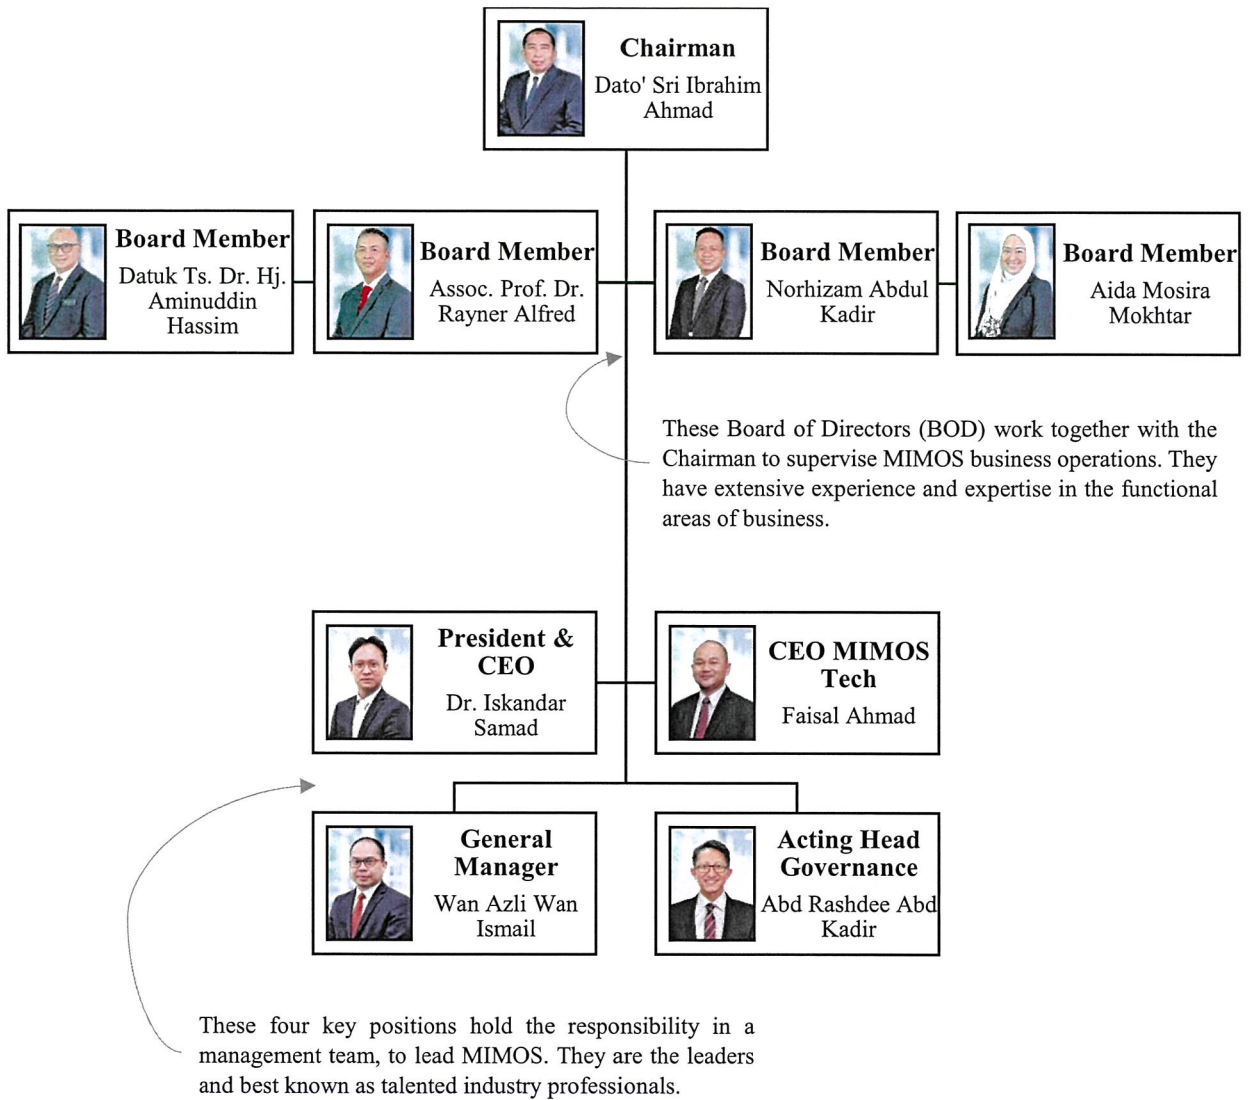 Chairman
Dato' Sri Ibrahim
Ahmad
Board Member
Datuk Ts. Dr. Hj.
Aminuddin
Hassim
Board Member
Assoc. Prof. Dr.
Rayner Alfred
Board Member
Norhizam Abdul
Kadir
Board Member
Aida Mosira
Mokhtar
These Board of Directors (BOD) work together with the
Chairman to supervise MIMOS business operations. They
have extensive experience and expertise in the functional
areas of business.
President &
CEO
Dr. Iskandar
Samad
CEO MIMOS
Tech
Faisal Ahmad
General
Manager
Wan Azli Wan
Ismail
Acting Head
Governance
Abd Rashdee Abd
Kadir
These four key positions hold the responsibility in a
management team, to lead MIMOS. They are the leaders
and best known as talented industry professionals.